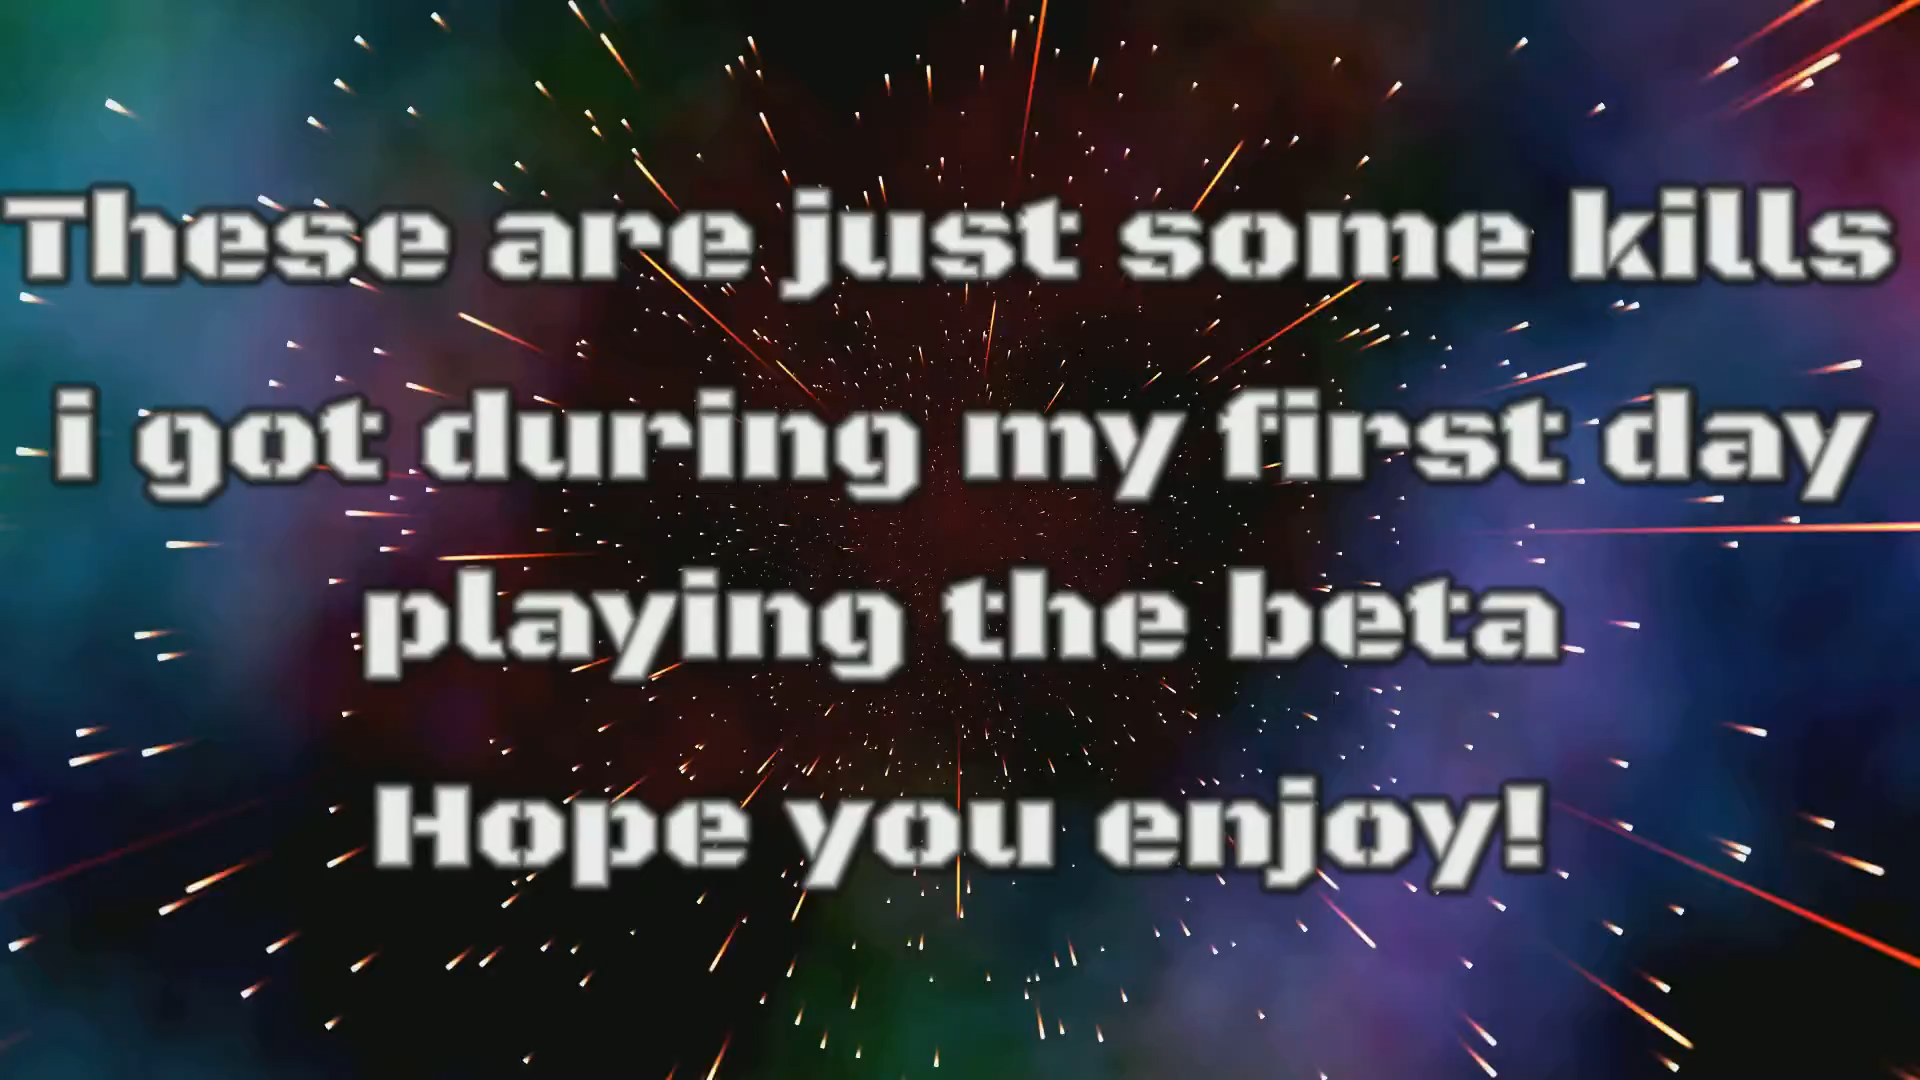 These are just some kills
i got during my first day
playing the beta
Hope you enjoy!